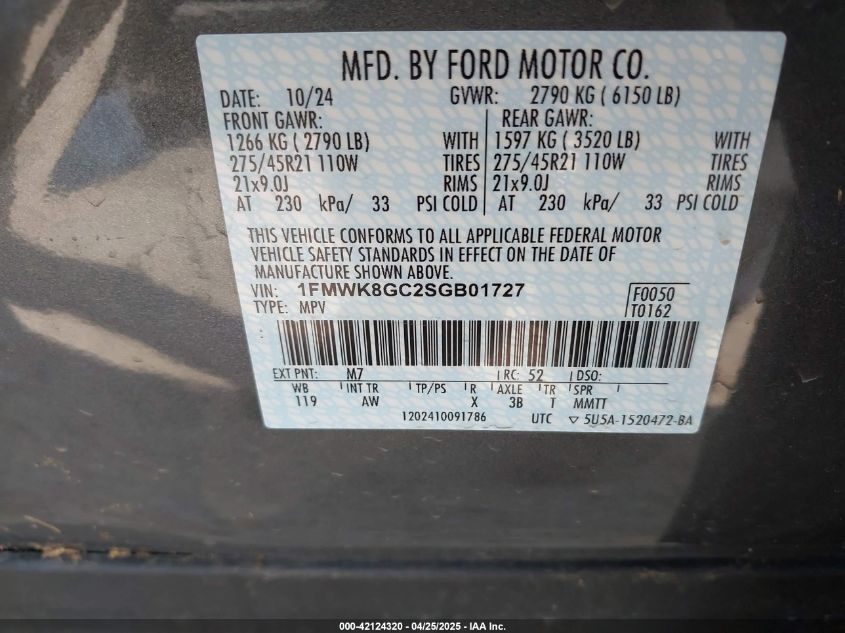 MFD. BY FORD MOTOR CO.
DATE: 10/24 GVWR: 2790 KG ( 6150 LB)
FRONT GAWR: REAR GAWR:
1266 KG ( 2790 LB) WITH 1597 KG ( 3520 LB) WITH
275/45R21 110W TIRES 275/45R21 110W TIRES
21x9.0J RIMS 21x9.0J RIMS
AT 230 kPa/ 33 PSI COLD AT 230 kPa/ 33 PSI COLD
THIS VEHICLE CONFORMS TO ALL APPLICABLE FEDERAL MOTOR
VEHICLE SAFETY STANDARDS IN EFFECT ON THE DATE OF
MANUFACTURE SHOWN ABOVE.
VIN: 1FMWK8GC2SGB01727 F0050
TYPE: MPV T0162
EXT PNT: M7 RC: 52 DSO:
WB INT TR TP/PS R AXLE TR SPR
119 AW X 3B T MMTT
1202410091786 UTC ▽ 5U5A-1520472-BA
000-42124320 / 04/25/2025 - IAA Inc.